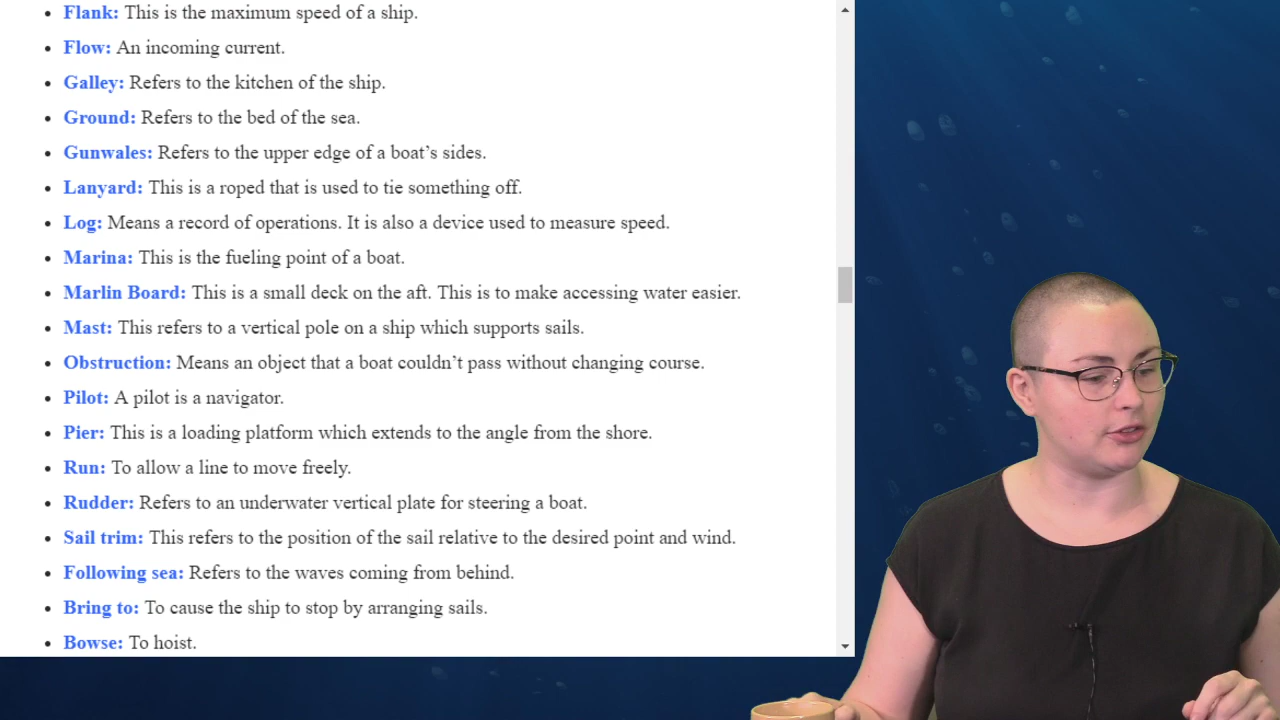 Flank: This is the maximum speed of a ship.
Flow: An incoming current.
Galley: Refers to the kitchen of the ship.
Ground: Refers to the bed of the sea.
Gunwales: Refers to the upper edge of a boat’s sides.
Lanyard: This is a roped that is used to tie something off.
Log: Means a record of operations. It is also a device used to measure speed.
Marina: This is the fueling point of a boat.
Marlin Board: This is a small deck on the aft. This is to make accessing water easier.
Mast: This refers to a vertical pole on a ship which supports sails.
Obstruction: Means an object that a boat couldn’t pass without changing course.
Pilot: A pilot is a navigator.
Pier: This is a loading platform which extends to the angle from the shore.
Run: To allow a line to move freely.
Rudder: Refers to an underwater vertical plate for steering a boat.
Sail trim: This refers to the position of the sail relative to the desired point and wind.
Following sea: Refers to the waves coming from behind.
Bring to: To cause the ship to stop by arranging sails.
Bowse: To hoist.